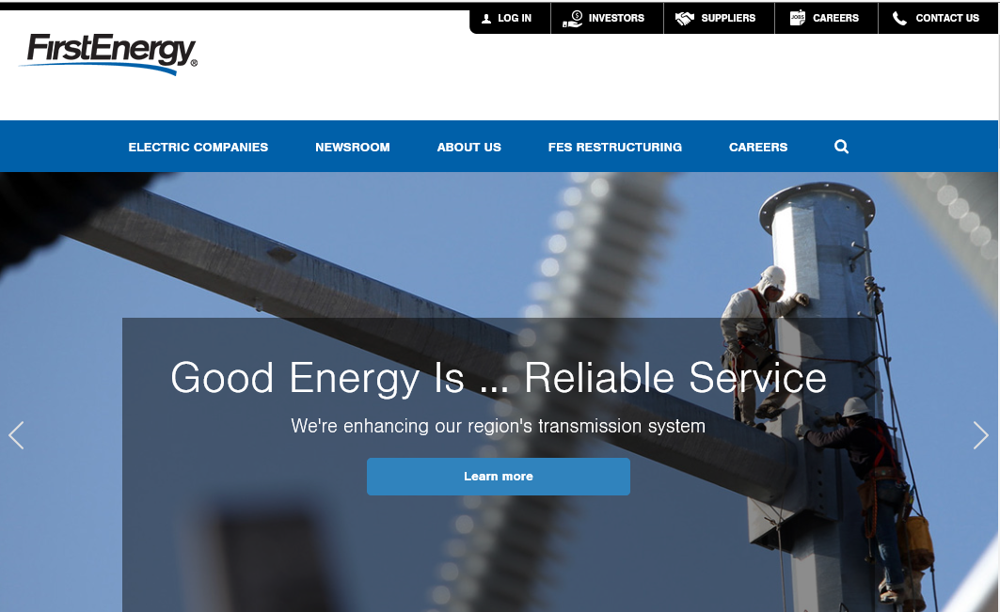 LOG IN
INVESTORS
SUPPLIERS
JOBS
CAREERS
CONTACT US
FirstEnergy®
ELECTRIC COMPANIES
NEWSROOM
ABOUT US
FES RESTRUCTURING
CAREERS
Good Energy Is ... Reliable Service
We're enhancing our region's transmission system
Learn more